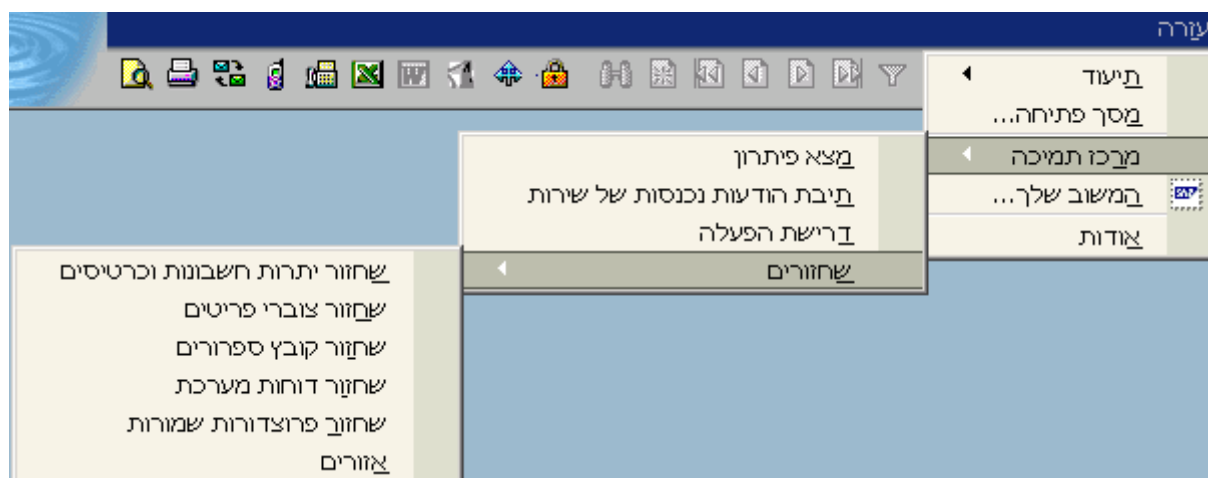 עזרה
תיעוד
מסך פתיחה...
מרכז תמיכה
המשוב שלך...
אודות
מצא פיתרון
תיבת הודעות נכנסות של שירות
דרישת הפעלה
שחזורים
שחזור יתרות חשבונות וכרטיסים
שחזור צוברי פריטים
שחזור קובץ ספרורים
שחזור דוחות מערכת
שחזור פרוצדורות שמורות
אזורים
SAP